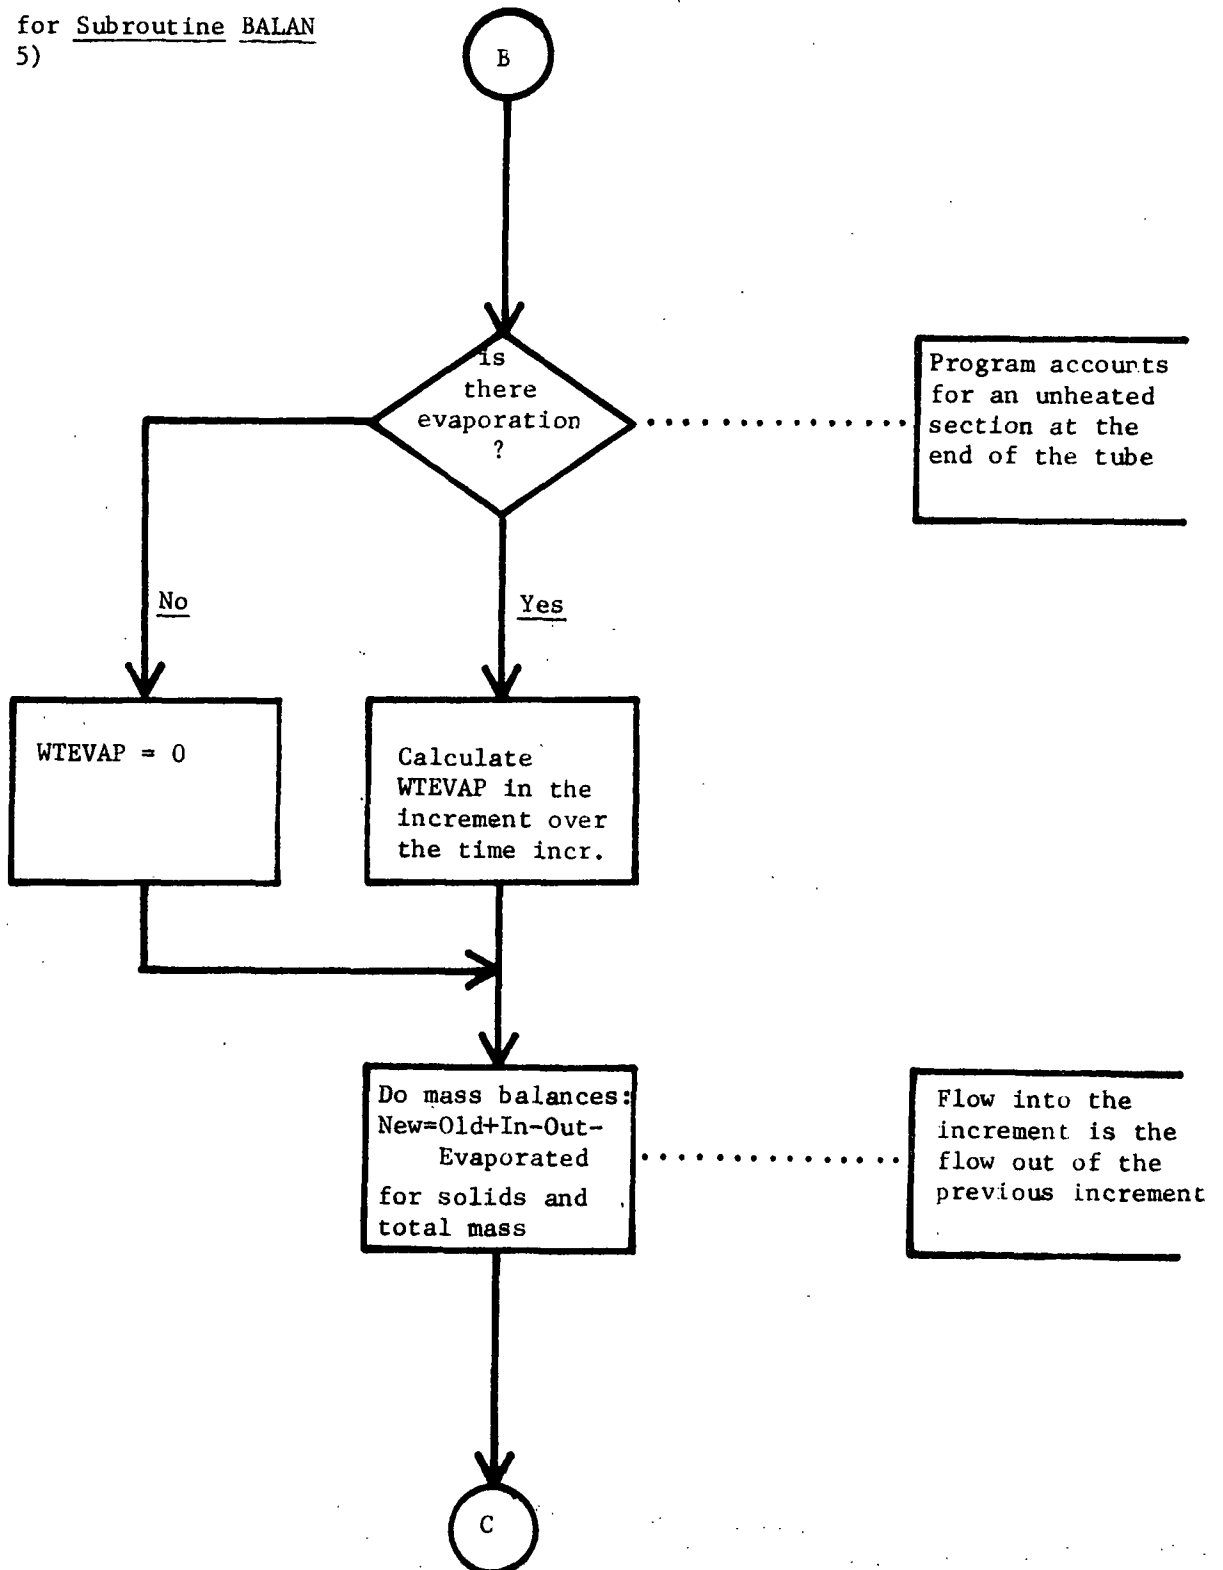 for Subroutine BALAN
5)
B
is
there
evaporation
?
Program accounts
for an unheated
section at the
end of the tube
No
Yes
WTEVAP = 0
Calculate
WTEVAP in the
increment over
the time incr.
Do mass balances:
New=Old+In-Out-
Evaporated
for solids and
total mass
Flow into the
increment is the
flow out of the
previous increment
C